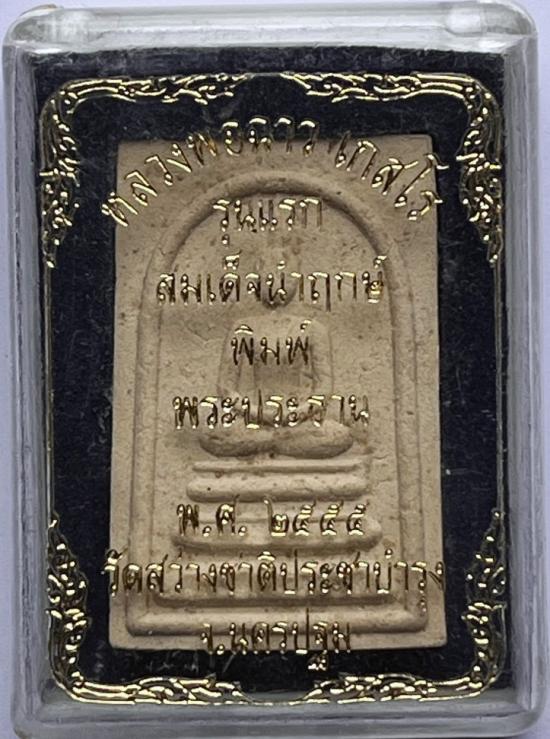 หลวงพ่อฉาว เกสโร
รุ่นแรก
สมเด็จนำฤกษ์
พิมพ์
พระประธาน
พ.ศ. ๒๕๕๕
วัดสว่างชาติประชาบำรุง
จ.นครปฐม